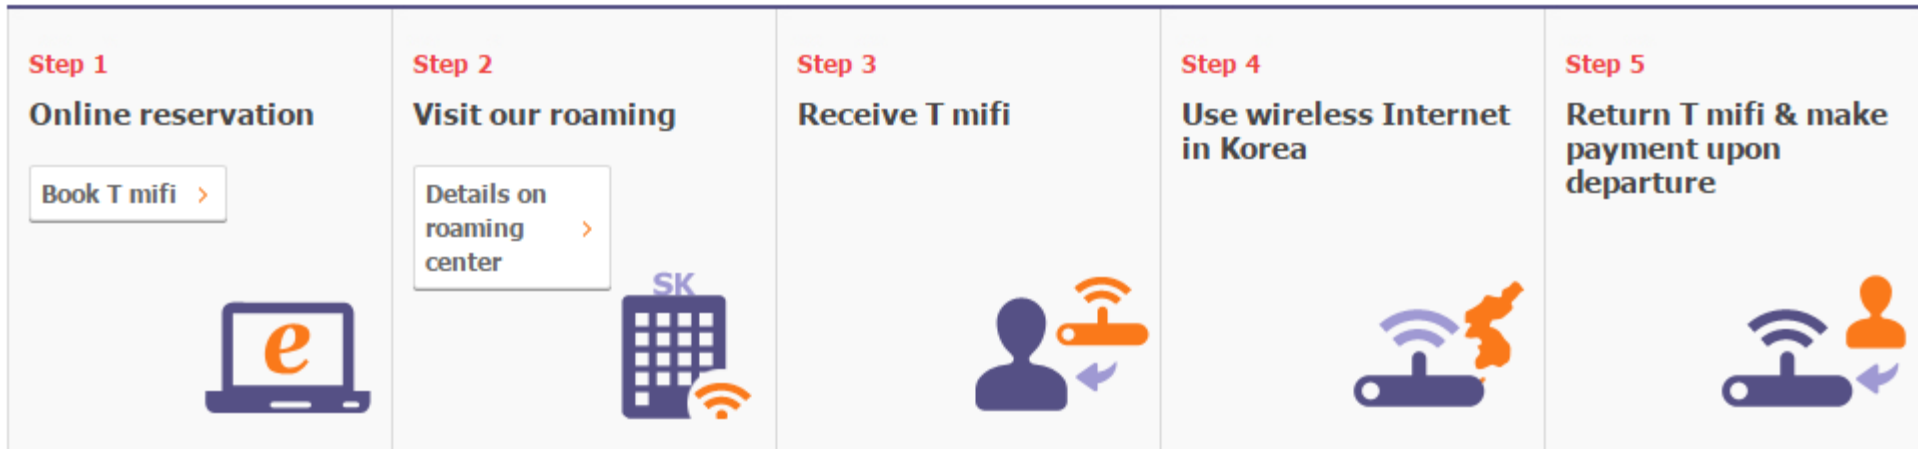 Step 1
Online reservation
Book T mifi >
Step 2
Visit our roaming
Details on
roaming >
center
SK
Step 3
Receive T mifi
Step 4
Use wireless Internet
in Korea
Step 5
Return T mifi & make
payment upon
departure
e